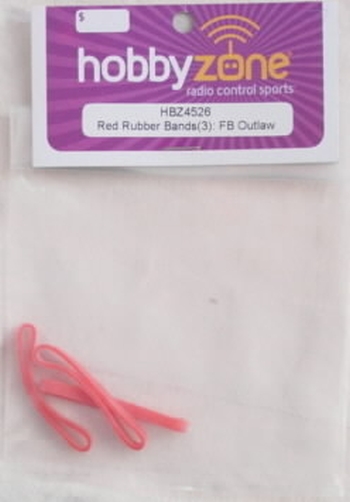 $
hobbyzone
radio control sports
HBZ4526
Red Rubber Bands(3): FB Outlaw